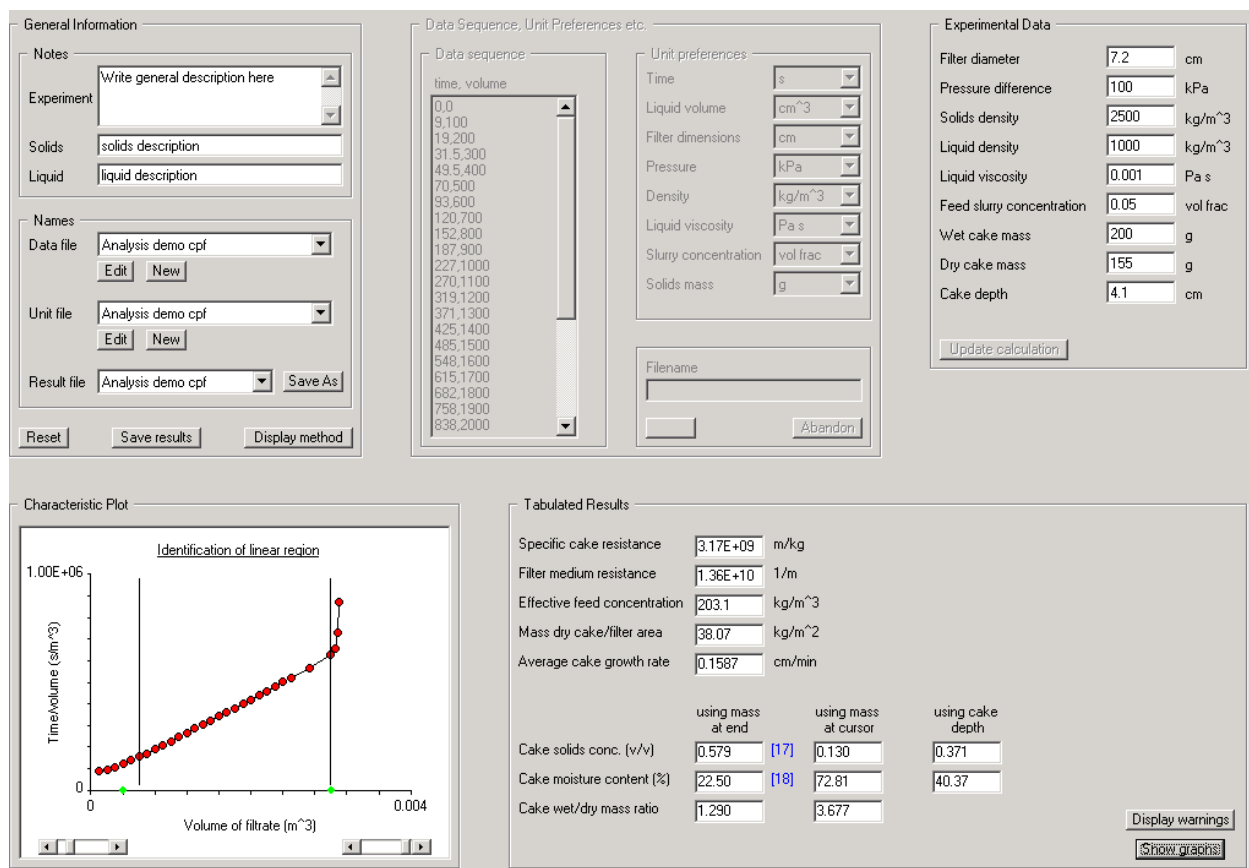 General Information
Notes
Experiment
Write general description here
Solids
solids description
Liquid
liquid description
Names
Data file
Analysis demo cpf
Edit
New
Unit file
Analysis demo cpf
Edit
New
Result file
Analysis demo cpf
Save As
Reset
Save results
Display method
Data Sequence, Unit Preferences etc.
Data sequence
time, volume
0,0
9,100
19,200
31.5,300
49.5,400
70,500
93,600
120,700
152,800
187,900
227,1000
270,1100
319,1200
371,1300
425,1400
485,1500
548,1600
615,1700
682,1800
758,1900
838,2000
Unit preferences
Time s
Liquid volume cm^3
Filter dimensions cm
Pressure kPa
Density kg/m^3
Liquid viscosity Pa s
Slurry concentration vol frac
Solids mass g
Filename
Abandon
Experimental Data
Filter diameter 7.2 cm
Pressure difference 100 kPa
Solids density 2500 kg/m^3
Liquid density 1000 kg/m^3
Liquid viscosity 0.001 Pa s
Feed slurry concentration 0.05 vol frac
Wet cake mass 200 g
Dry cake mass 155 g
Cake depth 4.1 cm
Update calculation
Characteristic Plot
Identification of linear region
1.00E+06
Time/volume (s/m^3)
0
0 0.004
Volume of filtrate (m^3)
Tabulated Results
Specific cake resistance 3.17E+09 m/kg
Filter medium resistance 1.36E+10 1/m
Effective feed concentration 203.1 kg/m^3
Mass dry cake/filter area 38.07 kg/m^2
Average cake growth rate 0.1587 cm/min
using mass using mass using cake
at end at cursor depth
Cake solids conc. (v/v) 0.579 [17] 0.130 0.371
Cake moisture content (%) 22.50 [18] 72.81 40.37
Cake wet/dry mass ratio 1.290 3.677
Display warnings
Show graphs